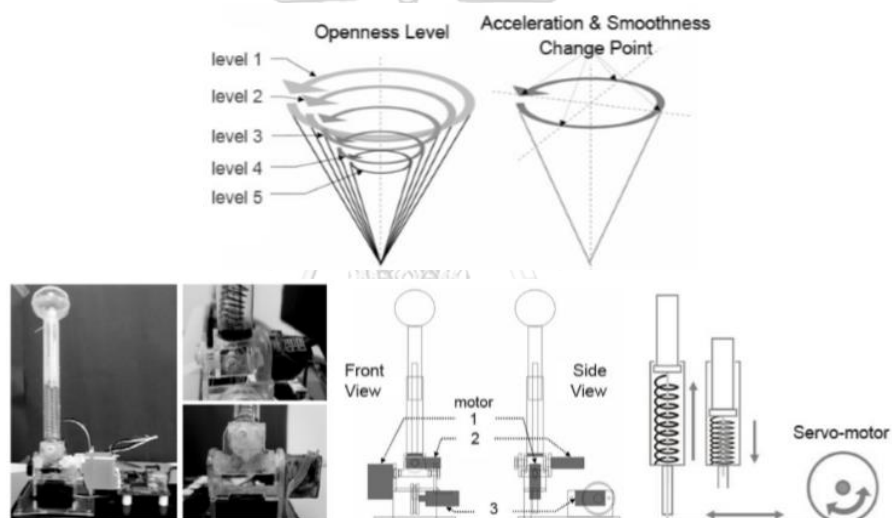 Openness Level
Acceleration & Smoothness
Change Point
level 1
level 2
level 3
level 4
level 5
Front
View
Side
View
motor
1
2
3
Servo-motor